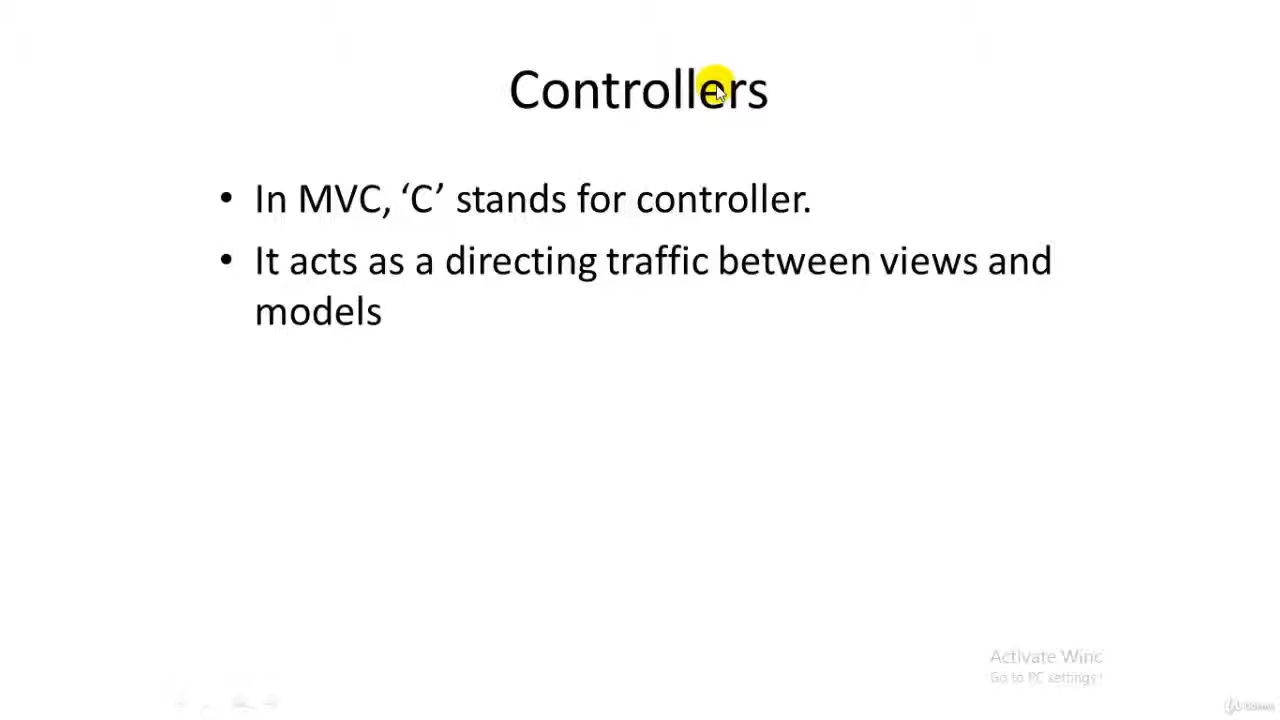 Controllers
• In MVC, ‘C’ stands for controller.
• It acts as a directing traffic between views and
models
Activate Winc
Go to PC settings